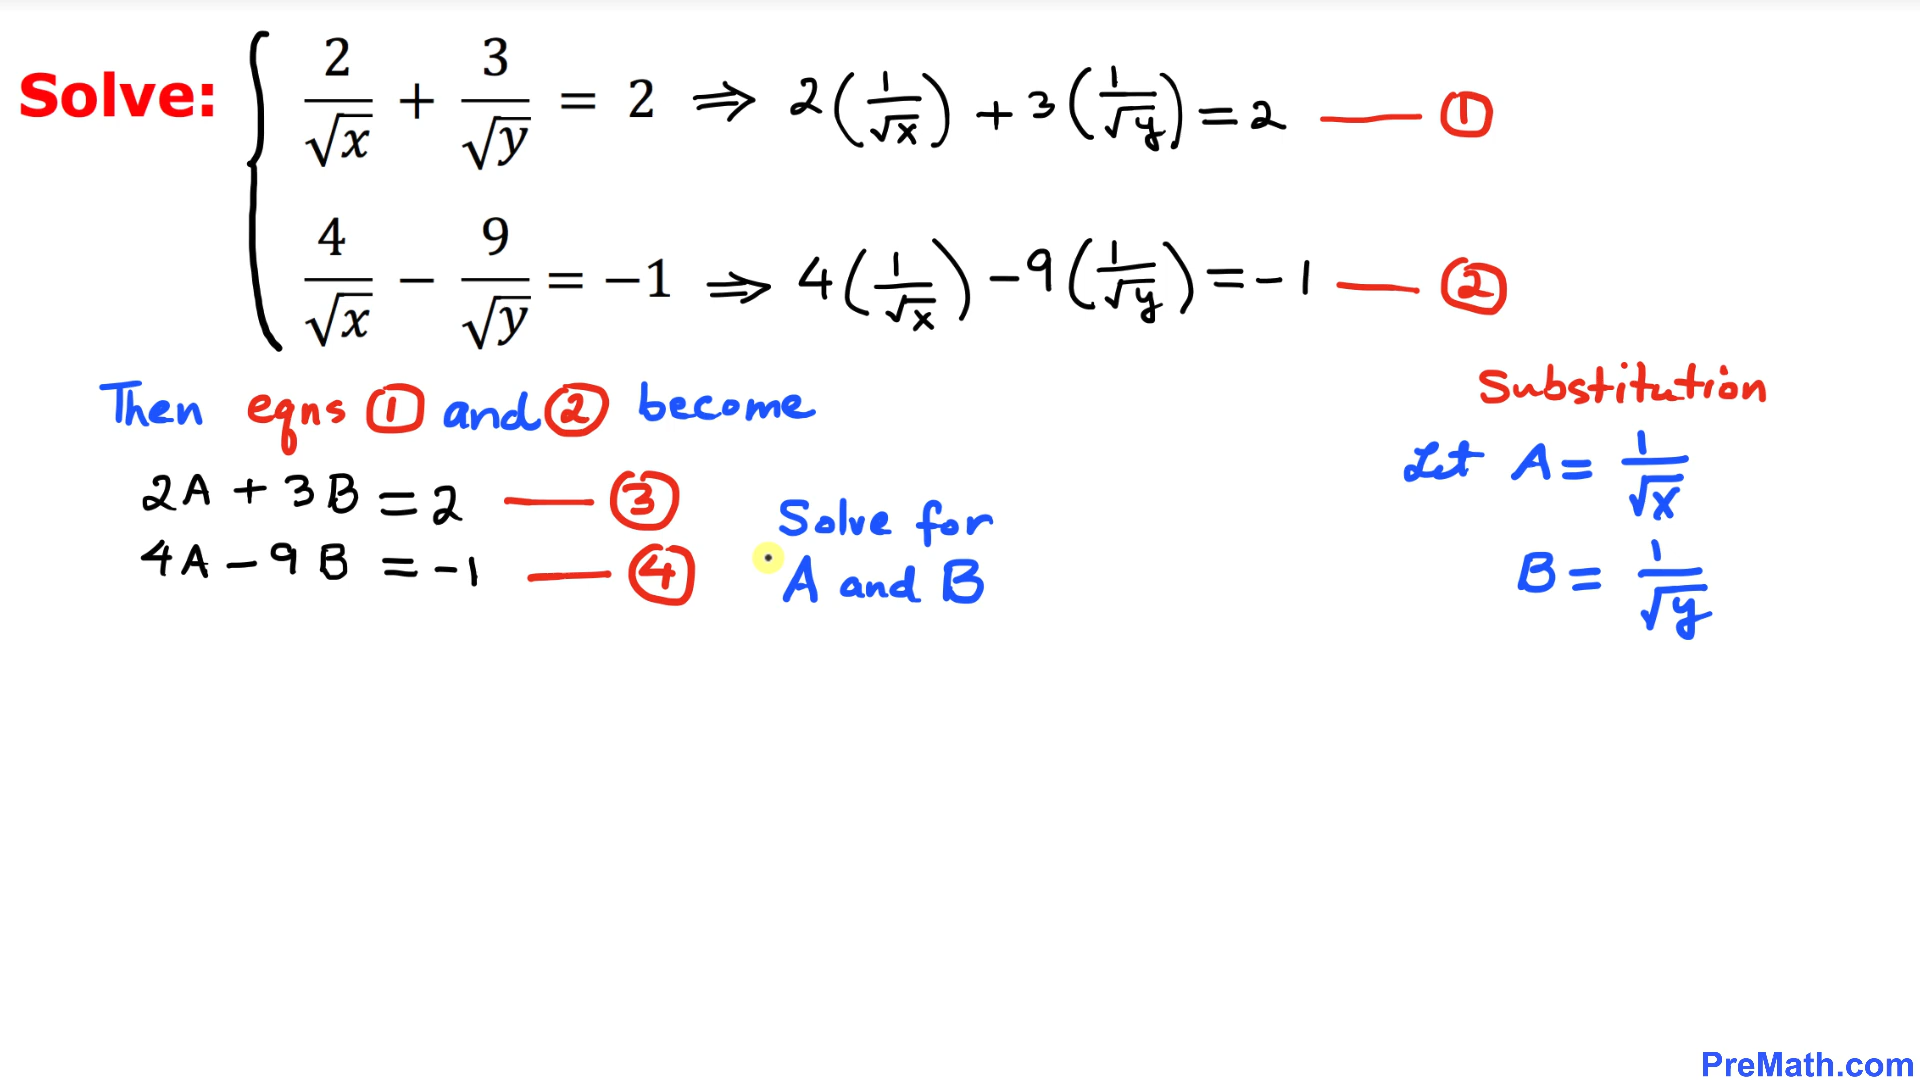 Solve: 2/√x + 3/√y = 2 ⇒ 2(1/√x) + 3(1/√y) = 2 —— ①
4/√x − 9/√y = −1 ⇒ 4(1/√x) − 9(1/√y) = −1 —— ②
Then eqns ① and ② become
2A + 3B = 2 —— ③
4A − 9B = −1 —— ④
Solve for
A and B
Substitution
Let A = 1/√x
B = 1/√y
PreMath.com